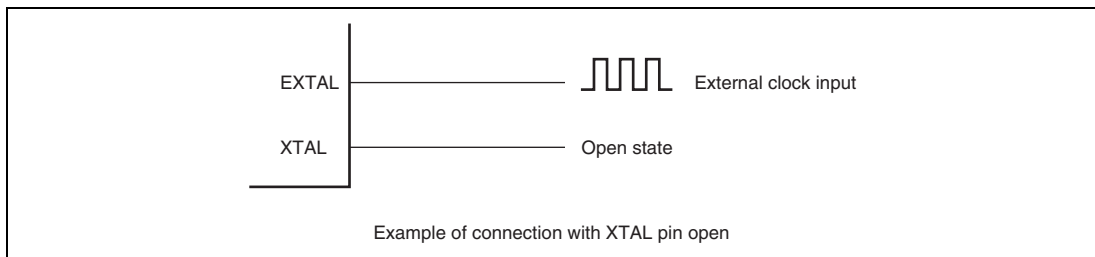 EXTAL External clock input
XTAL Open state
Example of connection with XTAL pin open